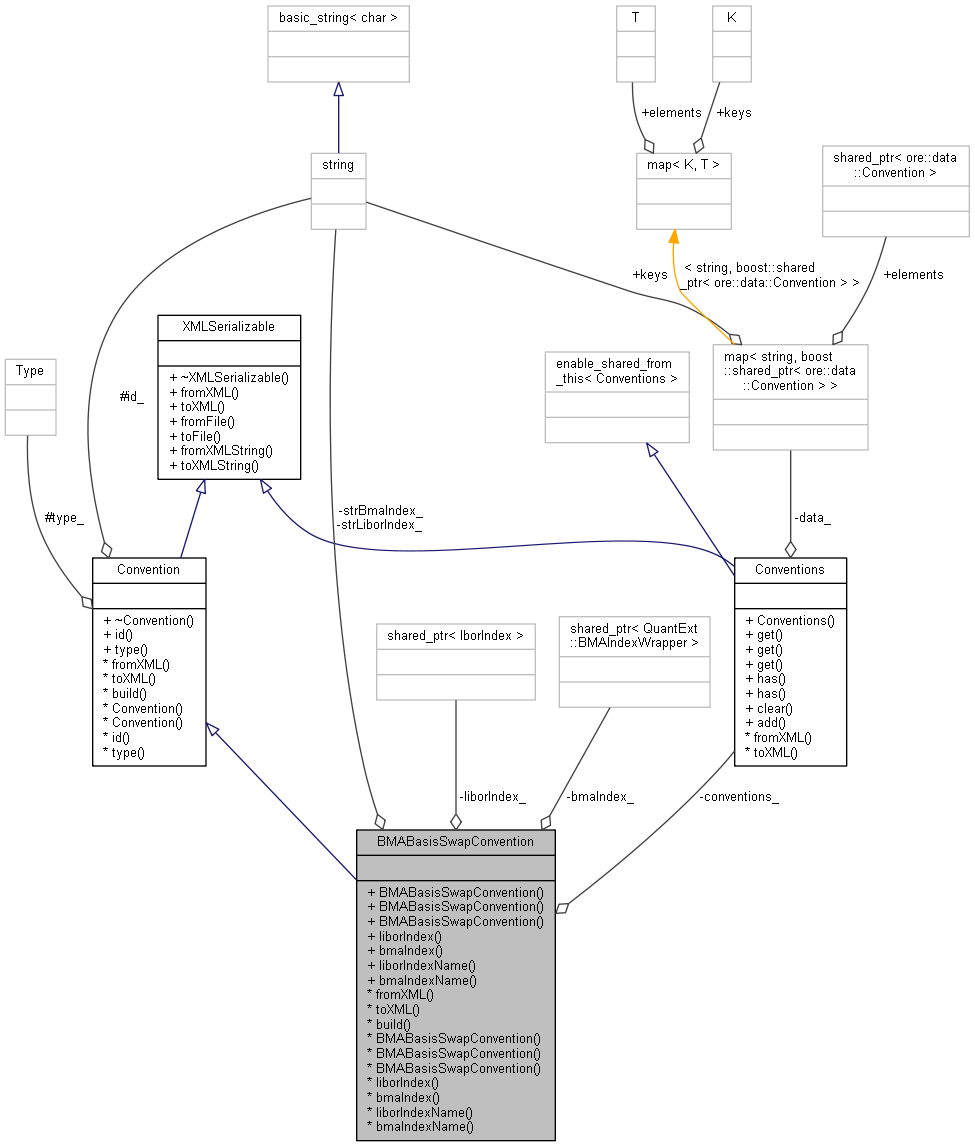 basic_string< char >
T
K
+elements
+keys
string
map< K, T >
shared_ptr< ore::data
::Convention >
+keys
< string, boost::shared
_ptr< ore::data::Convention > >
+elements
XMLSerializable
+ ~XMLSerializable()
+ fromXML()
+ toXML()
+ fromFile()
+ toFile()
+ fromXMLString()
+ toXMLString()
Type
#id_
enable_shared_from
_this< Conventions >
map< string, boost
::shared_ptr< ore::data
::Convention > >
#type_
-strBmaIndex_
-strLiborIndex_
-data_
Convention
+ ~Convention()
+ id()
+ type()
* fromXML()
* toXML()
* build()
* Convention()
* Convention()
* id()
* type()
shared_ptr< IborIndex >
shared_ptr< QuantExt
::BMAIndexWrapper >
Conventions
+ Conventions()
+ get()
+ get()
+ get()
+ has()
+ has()
+ clear()
+ add()
* fromXML()
* toXML()
-liborIndex_
-bmaIndex_
-conventions_
BMABasisSwapConvention
+ BMABasisSwapConvention()
+ BMABasisSwapConvention()
+ BMABasisSwapConvention()
+ liborIndex()
+ bmaIndex()
+ liborIndexName()
+ bmaIndexName()
* fromXML()
* toXML()
* build()
* BMABasisSwapConvention()
* BMABasisSwapConvention()
* BMABasisSwapConvention()
* liborIndex()
* bmaIndex()
* liborIndexName()
* bmaIndexName()